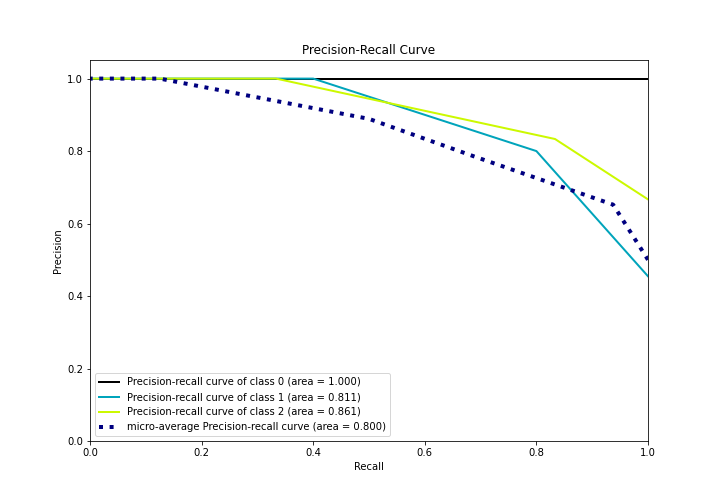 Precision-Recall Curve
1.0
0.8
0.6
0.4
0.2
0.0
Precision
Precision-recall curve of class 0 (area = 1.000)
Precision-recall curve of class 1 (area = 0.811)
Precision-recall curve of class 2 (area = 0.861)
micro-average Precision-recall curve (area = 0.800)
0.0 0.2 0.4 0.6 0.8 1.0
Recall